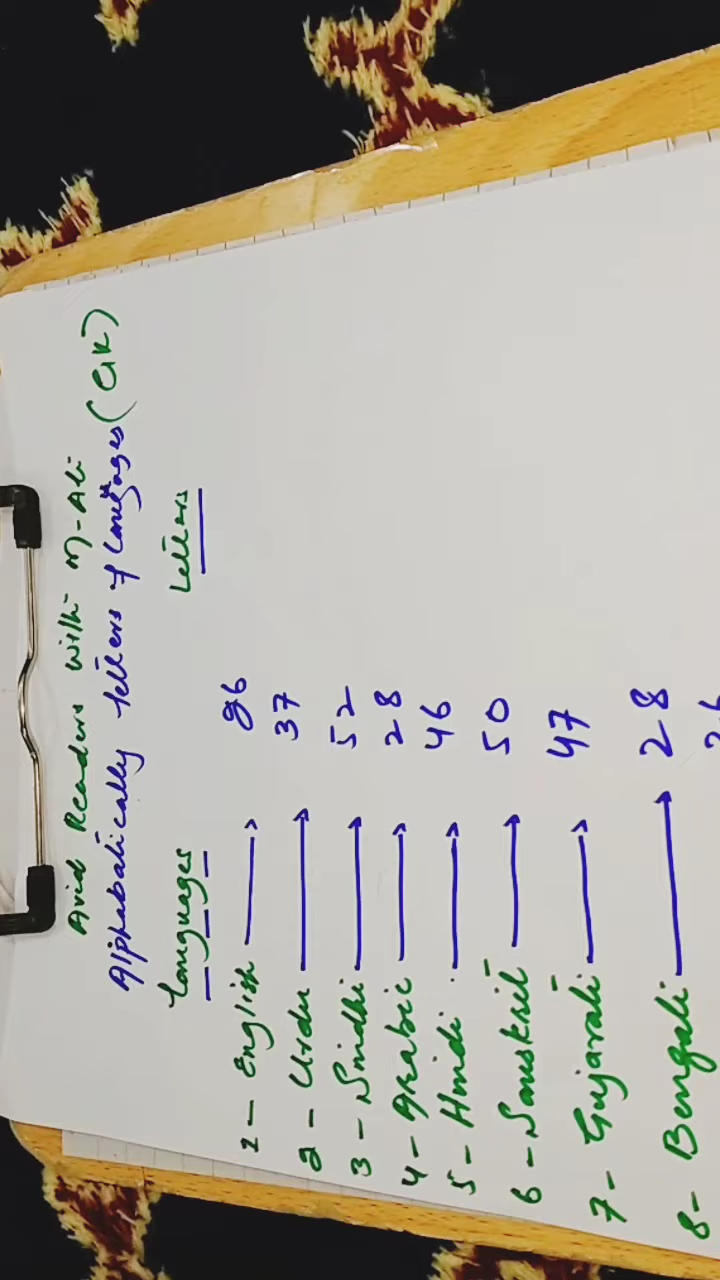 Avid Readers with M-Ali
Alphabatically letters of languages (GK)
Languages Letters
1 - English → 26
2 - Urdu → 37
3 - Sindhi → 52
4 - Arabic → 28
5 - Hindi → 46
6 - Sanskrit → 50
7 - Gujarati → 47
8 - Bengali → 28